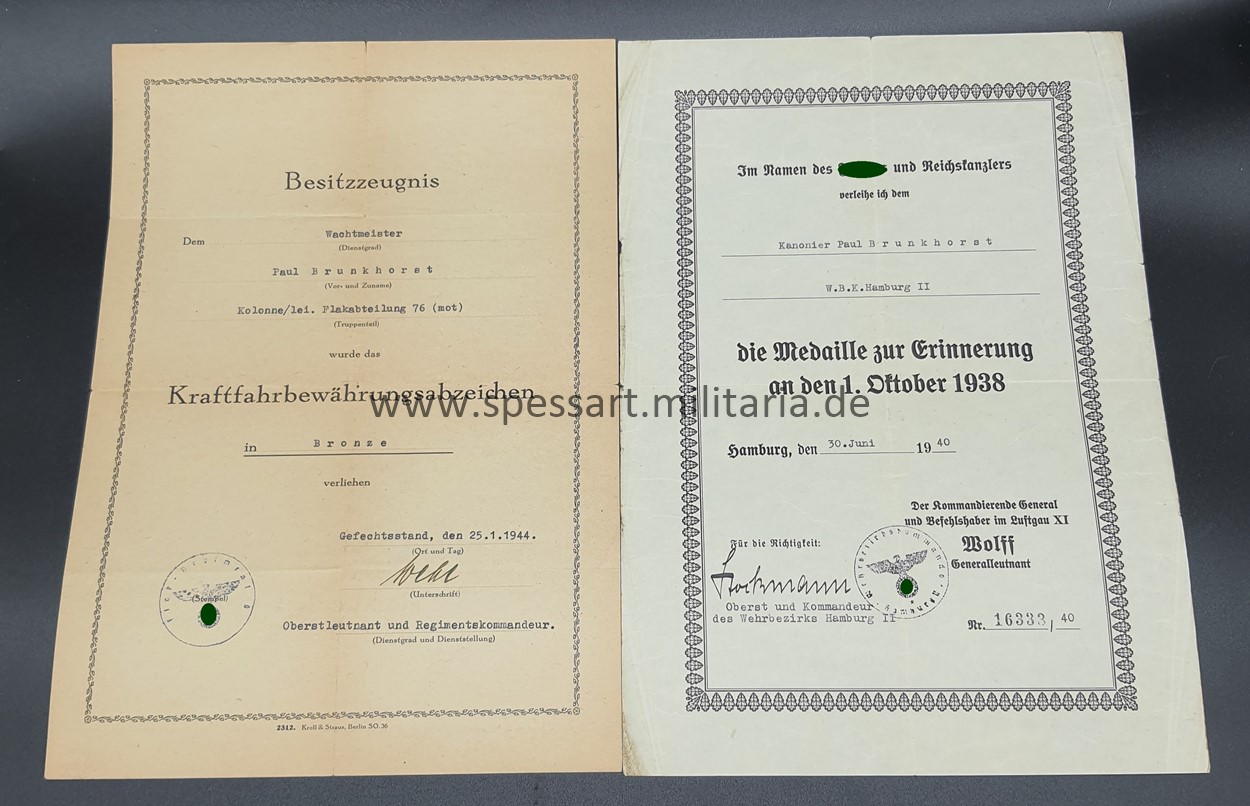 Besitzzeugnis
Dem Wachtmeister
(Dienstgrad)
Paul Brunkhorst
(Vor- und Zuname)
Kolonne/lei. Flakabteilung 76 (mot)
(Truppenteil)
wurde das
Kraftfahrbewährungsabzeichen
in Bronze
verliehen
Gefechtsstand, den 25.1.1944.
(Ort und Tag)
(Unterschrift)
(Stempel)
Oberstleutnant und Regimentskommandeur.
(Dienstgrad und Dienststellung)
2312. Kroll & Straus, Berlin SO. 36
Im Namen des und Reichskanzlers
verleihe ich dem
Kanonier Paul Brunkhorst
W.B.K.Hamburg II
die Medaille zur Erinnerung
an den 1. Oktober 1938
Hamburg, den 30.Juni 1940
Der Kommandierende General
und Befehlshaber im Luftgau XI
Wolff
Generalleutnant
Für die Richtigkeit:
Stockmann
Oberst und Kommandeur
des Wehrbezirks Hamburg II
Nr. 16333/40
www.spessart.militaria.de